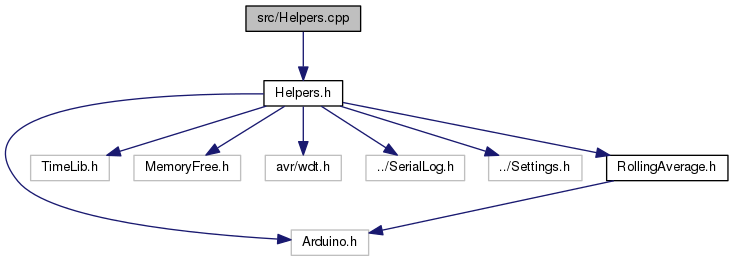 src/Helpers.cpp
Helpers.h
TimeLib.h
MemoryFree.h
avr/wdt.h
../SerialLog.h
../Settings.h
RollingAverage.h
Arduino.h